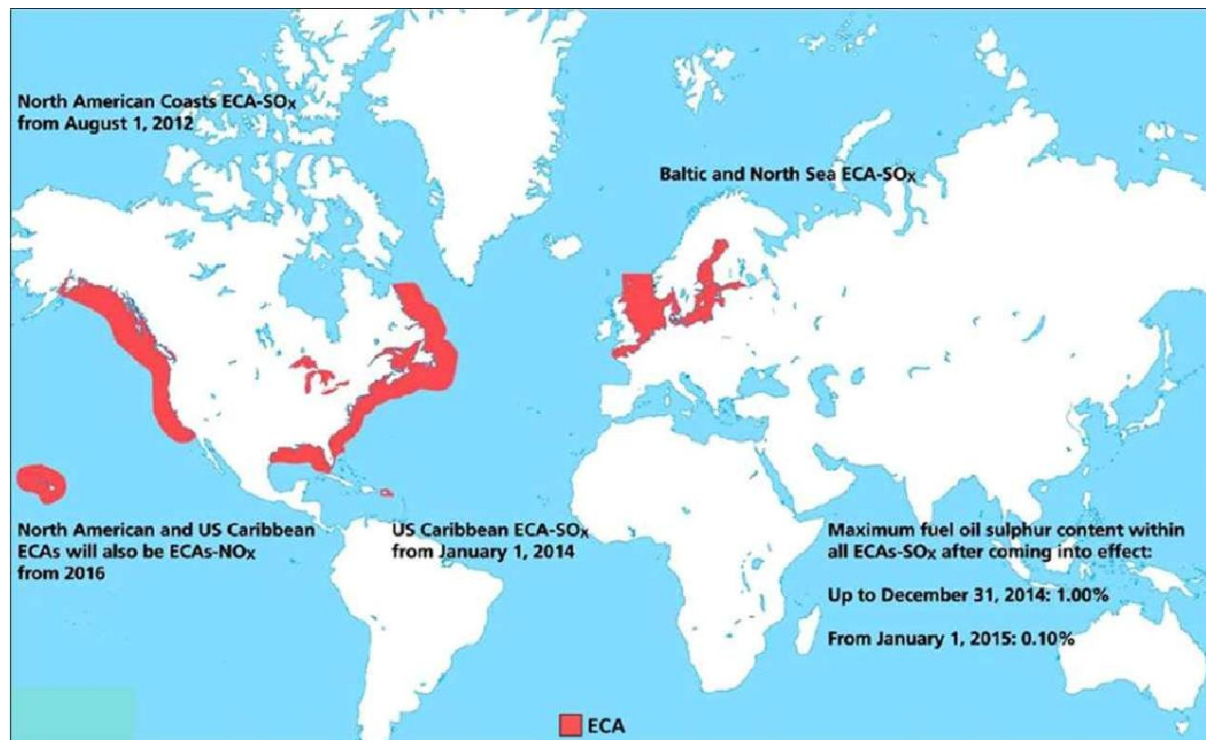 North American Coasts ECA-SOx
from August 1, 2012
Baltic and North Sea ECA-SOx
North American and US Caribbean
ECAs will also be ECAs-NOx
from 2016
US Caribbean ECA-SOx
from January 1, 2014
Maximum fuel oil sulphur content within
all ECAs-SOx after coming into effect:
Up to December 31, 2014: 1.00%
From January 1, 2015: 0.10%
ECA